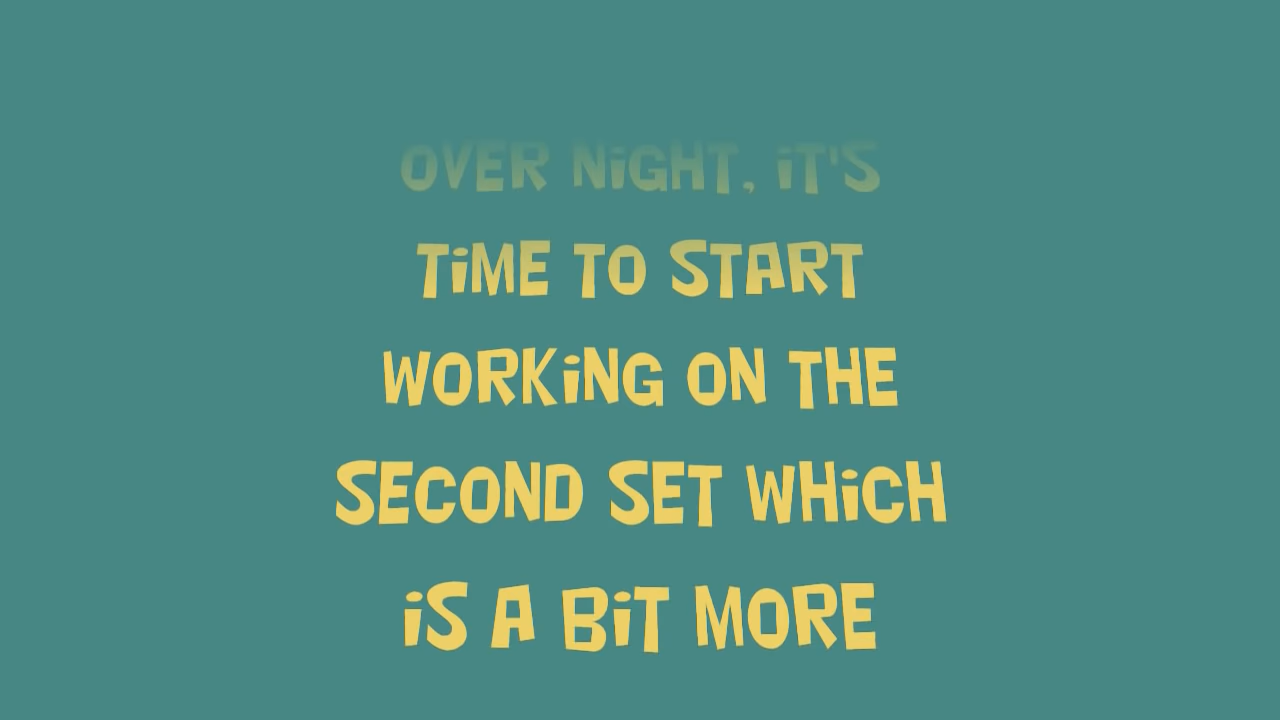 OVER NiGHT, iT'S
TiME TO START
WORKiNG ON THE
SECOND SET WHiCH
iS A BiT MORE